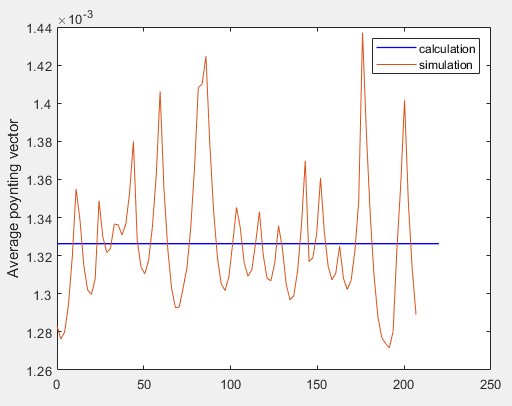 ×10⁻³
1.44
1.42
1.4
1.38
1.36
1.34
1.32
1.3
1.28
1.26
Average poynting vector
calculation
simulation
0 50 100 150 200 250